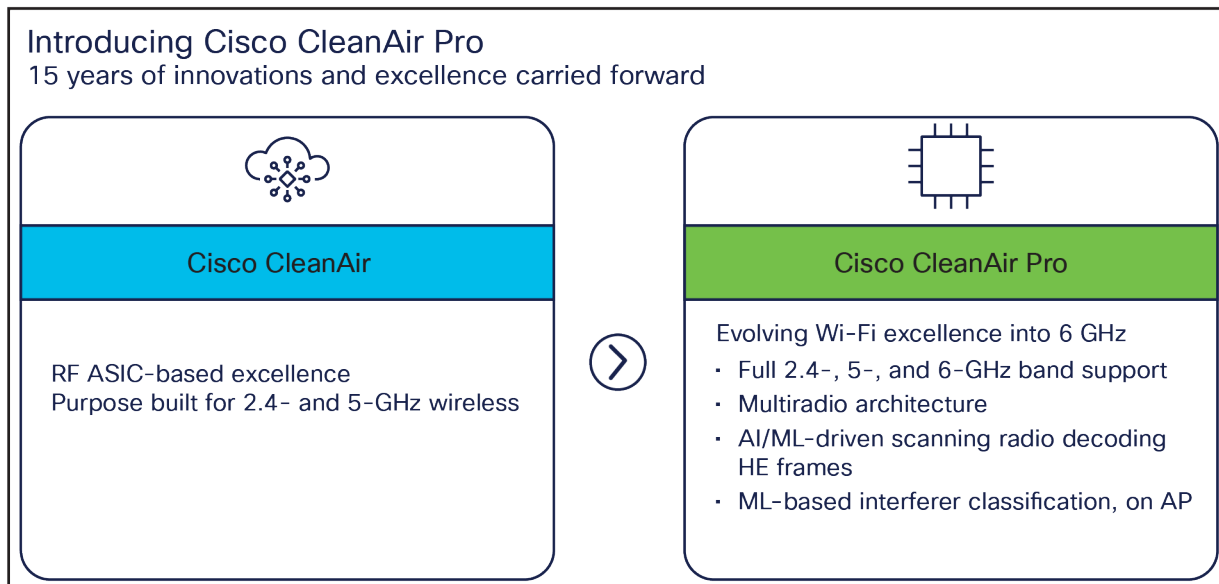 Introducing Cisco CleanAir Pro
15 years of innovations and excellence carried forward
Cisco CleanAir
RF ASIC-based excellence
Purpose built for 2.4- and 5-GHz wireless
Cisco CleanAir Pro
Evolving Wi-Fi excellence into 6 GHz
· Full 2.4-, 5-, and 6-GHz band support
· Multiradio architecture
· AI/ML-driven scanning radio decoding
HE frames
· ML-based interferer classification, on AP